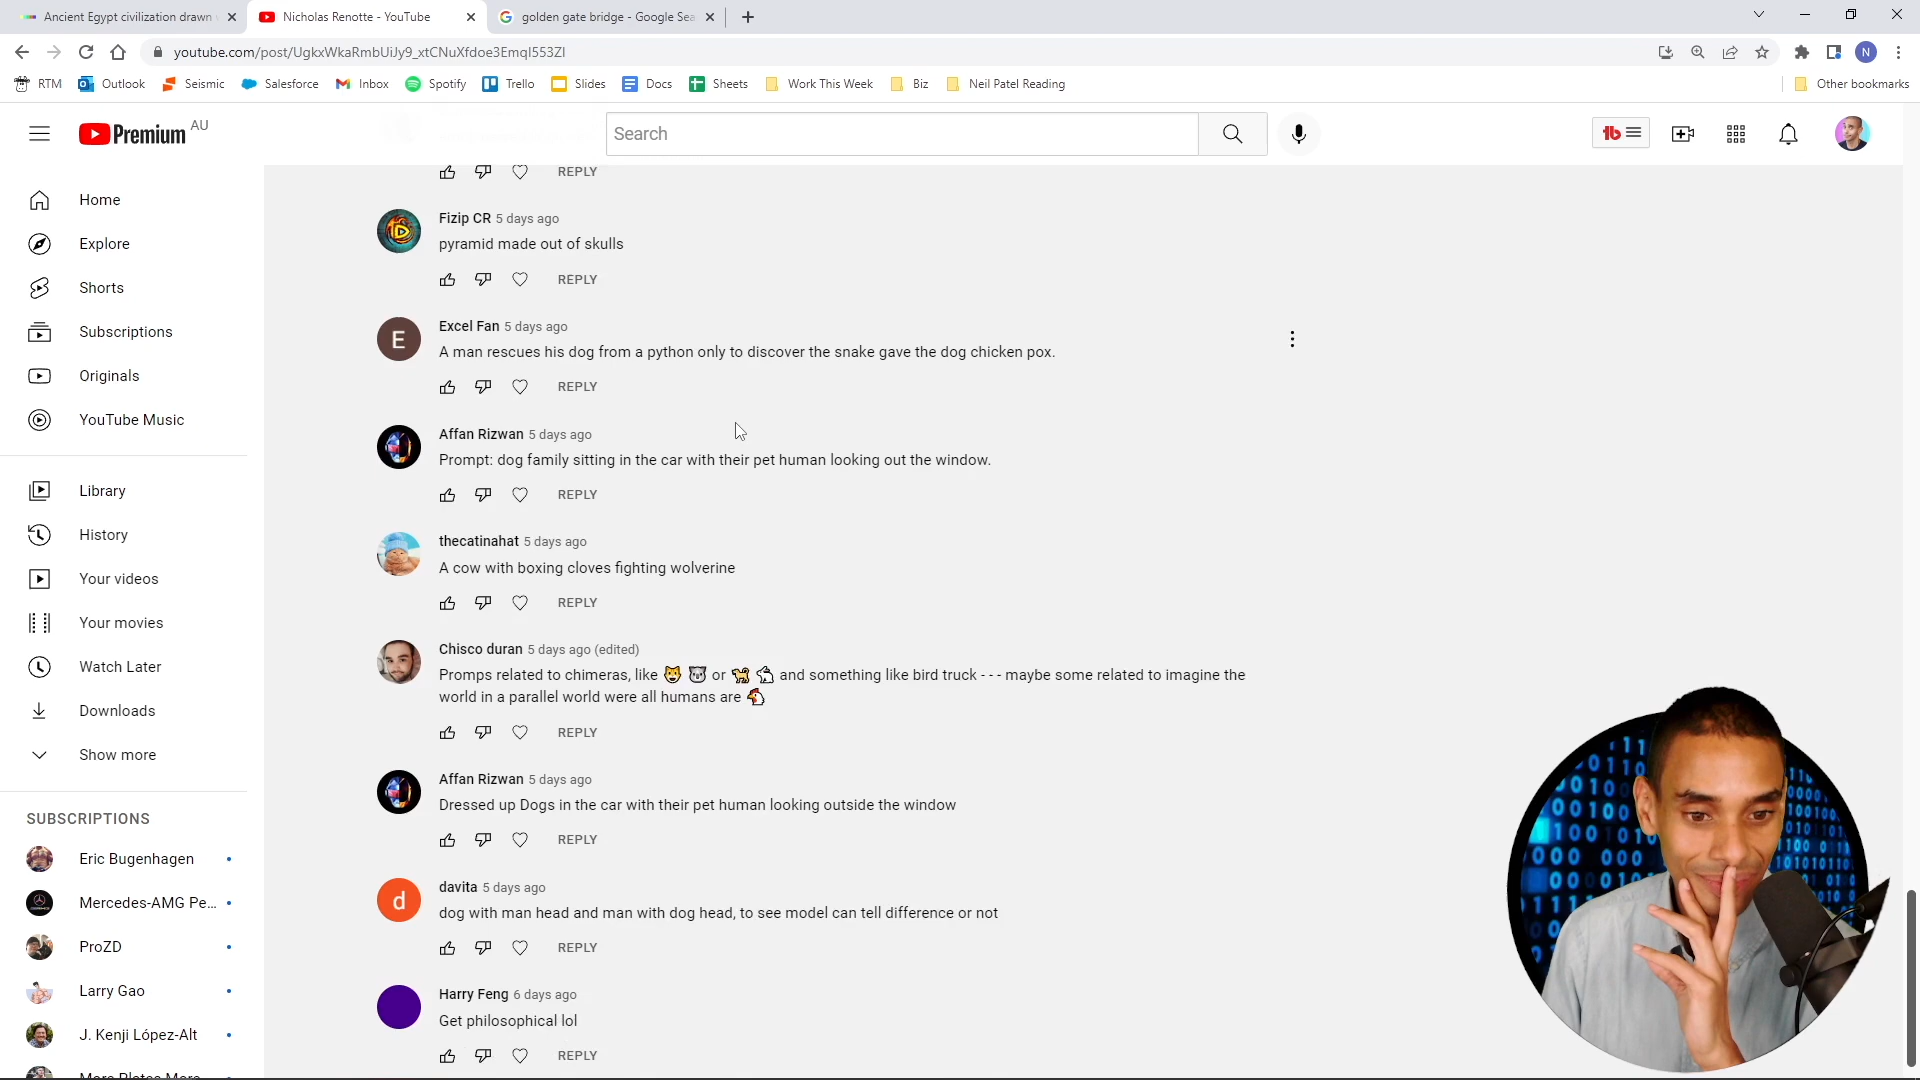 Ancient Egypt civilization drawn
Nicholas Renotte - YouTube
golden gate bridge - Google Sea
youtube.com/post/UgkxWkaRmbUiJy9_xtCNuXfdoe3EmqI553ZI
RTM
Outlook
Seismic
Salesforce
Inbox
Spotify
Trello
Slides
Docs
Sheets
Work This Week
Biz
Neil Patel Reading
Other bookmarks
N
Premium AU
Search
Home
Explore
Shorts
Subscriptions
Originals
YouTube Music
Library
History
Your videos
Your movies
Watch Later
Downloads
Show more
SUBSCRIPTIONS
Eric Bugenhagen
Mercedes-AMG Pe...
ProZD
Larry Gao
J. Kenji López-Alt
REPLY
Fizip CR 5 days ago
pyramid made out of skulls
REPLY
E
Excel Fan 5 days ago
A man rescues his dog from a python only to discover the snake gave the dog chicken pox.
REPLY
Affan Rizwan 5 days ago
Prompt: dog family sitting in the car with their pet human looking out the window.
REPLY
thecatinahat 5 days ago
A cow with boxing cloves fighting wolverine
REPLY
Chisco duran 5 days ago (edited)
Promps related to chimeras, like 🐯 🐨 or 🐕 🐇 and something like bird truck - - - maybe some related to imagine the
world in a parallel world were all humans are 🐔
REPLY
Affan Rizwan 5 days ago
Dressed up Dogs in the car with their pet human looking outside the window
REPLY
d
davita 5 days ago
dog with man head and man with dog head, to see model can tell difference or not
REPLY
Harry Feng 6 days ago
Get philosophical lol
REPLY